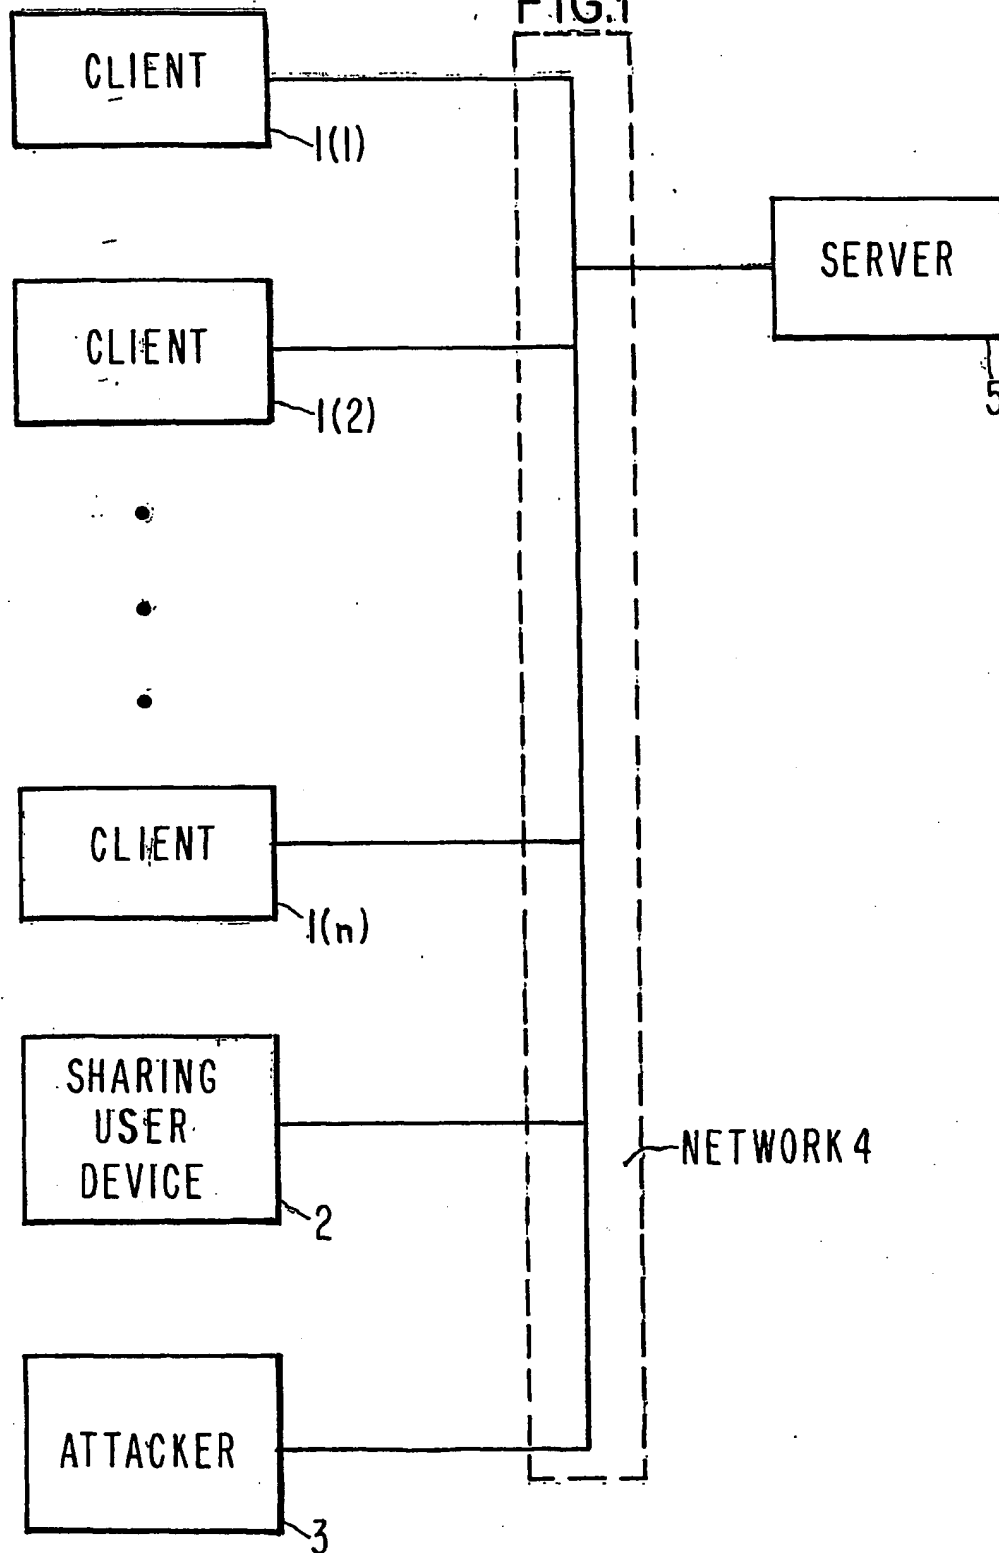 FIG.1
CLIENT
1(1)
SERVER
5
CLIENT
1(2)
CLIENT
1(n)
SHARING
USER
DEVICE
2
NETWORK 4
ATTACKER
3